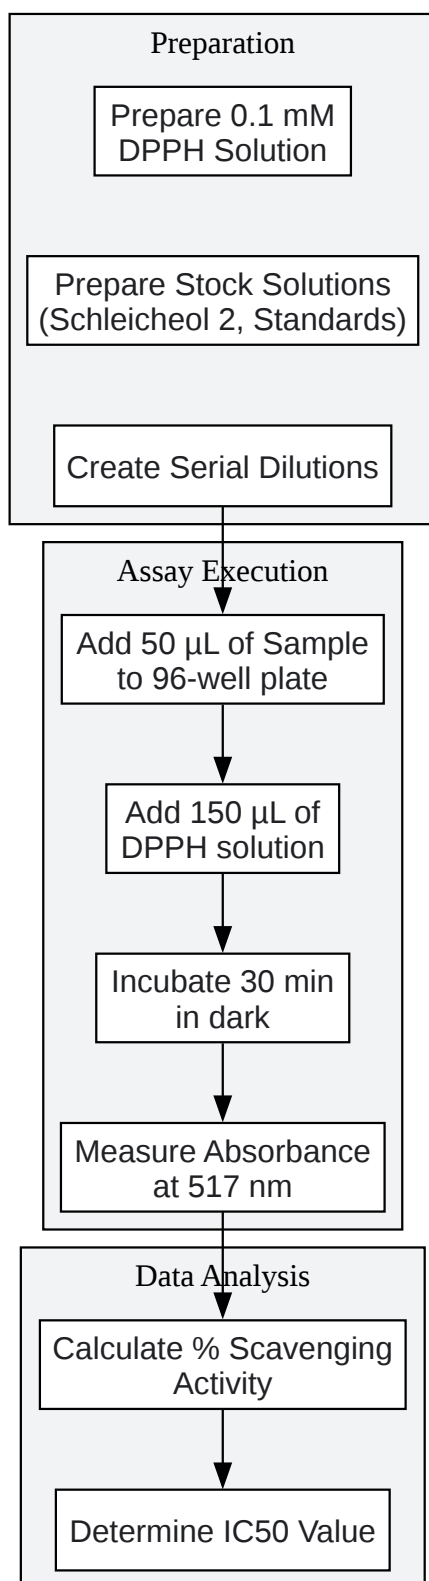 Preparation
Prepare 0.1 mM
DPPH Solution
Prepare Stock Solutions
(Schleicheol 2, Standards)
Create Serial Dilutions
Assay Execution
Add 50 µL of Sample
to 96-well plate
Add 150 µL of
DPPH solution
Incubate 30 min
in dark
Measure Absorbance
at 517 nm
Data Analysis
Calculate % Scavenging
Activity
Determine IC50 Value